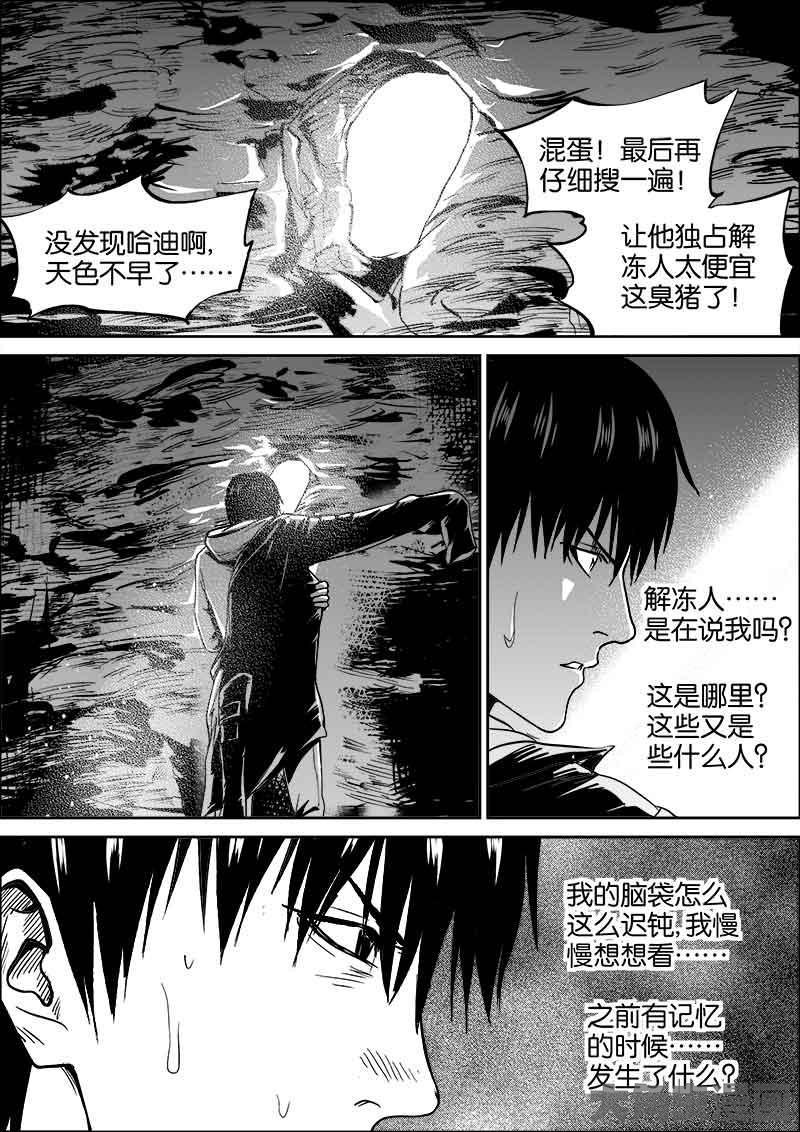 没发现哈迪啊,
天色不早了……
混蛋！最后再
仔细搜一遍！
让他独占解
冻人太便宜
这臭猪了！
解冻人……
是在说我吗？
这是哪里？
这些又是
些什么人？
我的脑袋怎么
这么迟钝,我慢
慢想想看……
之前有记忆
的时候……
发生了什么？